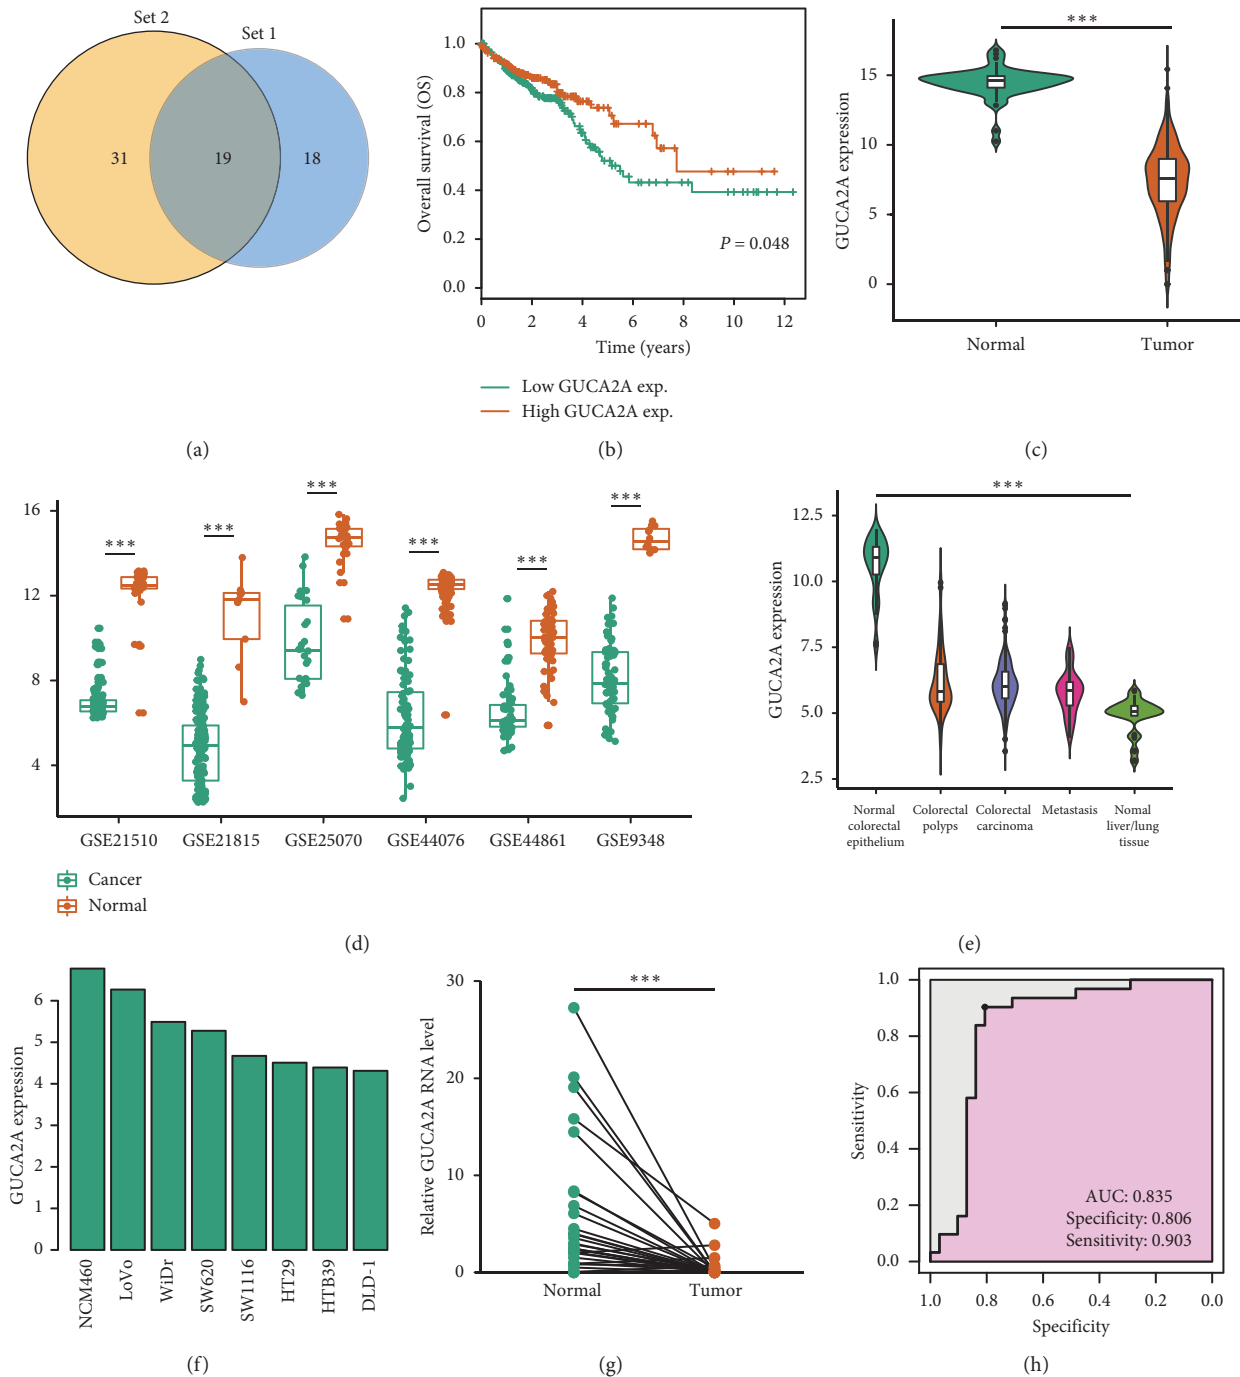 Set 2
Set 1
31
19
18
(a)
Overall survival (OS)
1.0
0.8
0.6
0.4
0.2
0.0
P = 0.048
0 2 4 6 8 10 12
Time (years)
Low GUCA2A exp.
High GUCA2A exp.
(b)
GUCA2A expression
***
15
10
5
0
Normal Tumor
(c)
16
12
8
4
*** *** *** *** *** ***
GSE21510 GSE21815 GSE25070 GSE44076 GSE44861 GSE9348
Cancer
Normal
(d)
GUCA2A expression
***
12.5
10.0
7.5
5.0
2.5
Normal
colorectal
epithelium
Colorectal
polyps
Colorectal
carcinoma
Metastasis
Nomal
liver/lung
tissue
(e)
GUCA2A expression
6
5
4
3
2
1
0
NCM460
LoVo
WiDr
SW620
SW1116
HT29
HTB39
DLD-1
(f)
Relative GUCA2A RNA level
***
30
20
10
0
Normal Tumor
(g)
Sensitivity
1.0
0.8
0.6
0.4
0.2
0.0
AUC: 0.835
Specificity: 0.806
Sensitivity: 0.903
1.0 0.8 0.6 0.4 0.2 0.0
Specificity
(h)